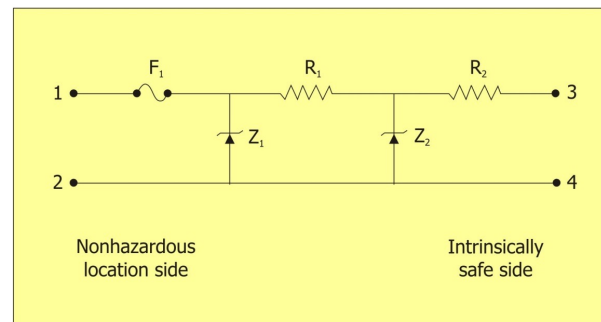 F₁
R₁
R₂
1
3
Z₁
Z₂
2
4
Nonhazardous
location side
Intrinsically
safe side